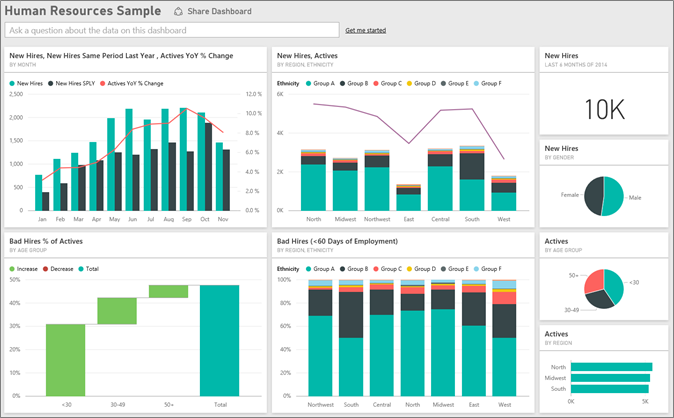 Human Resources Sample
Share Dashboard
Ask a question about the data on this dashboard
Get me started
New Hires, New Hires Same Period Last Year , Actives YoY % Change
BY MONTH
New Hires New Hires SPLY Actives YoY % Change
2,500 12.0 %
10.0 %
2,000
8.0 %
1,500
6.0 %
1,000
4.0 %
500
2.0 %
0 0.0 %
Jan Feb Mar Apr May Jun Jul Aug Sep Oct Nov
New Hires, Actives
BY REGION, ETHNICITY
Ethnicity Group A Group B Group C Group D Group E Group F
6K
4K
2K
0K
North Midwest Northwest East Central South West
New Hires
LAST 6 MONTHS OF 2014
10K
New Hires
BY GENDER
Female Male
Bad Hires % of Actives
BY AGE GROUP
Increase Decrease Total
50%
40%
30%
20%
10%
0%
<30 30-49 50+ Total
Bad Hires (<60 Days of Employment)
BY REGION, ETHNICITY
Ethnicity Group A Group B Group C Group D Group E Group F
100%
80%
60%
40%
20%
0%
Northwest South Central North Midwest East West
Actives
BY AGE GROUP
50+ <30
30-49
Actives
BY REGION
North
Midwest
South
0K 5K